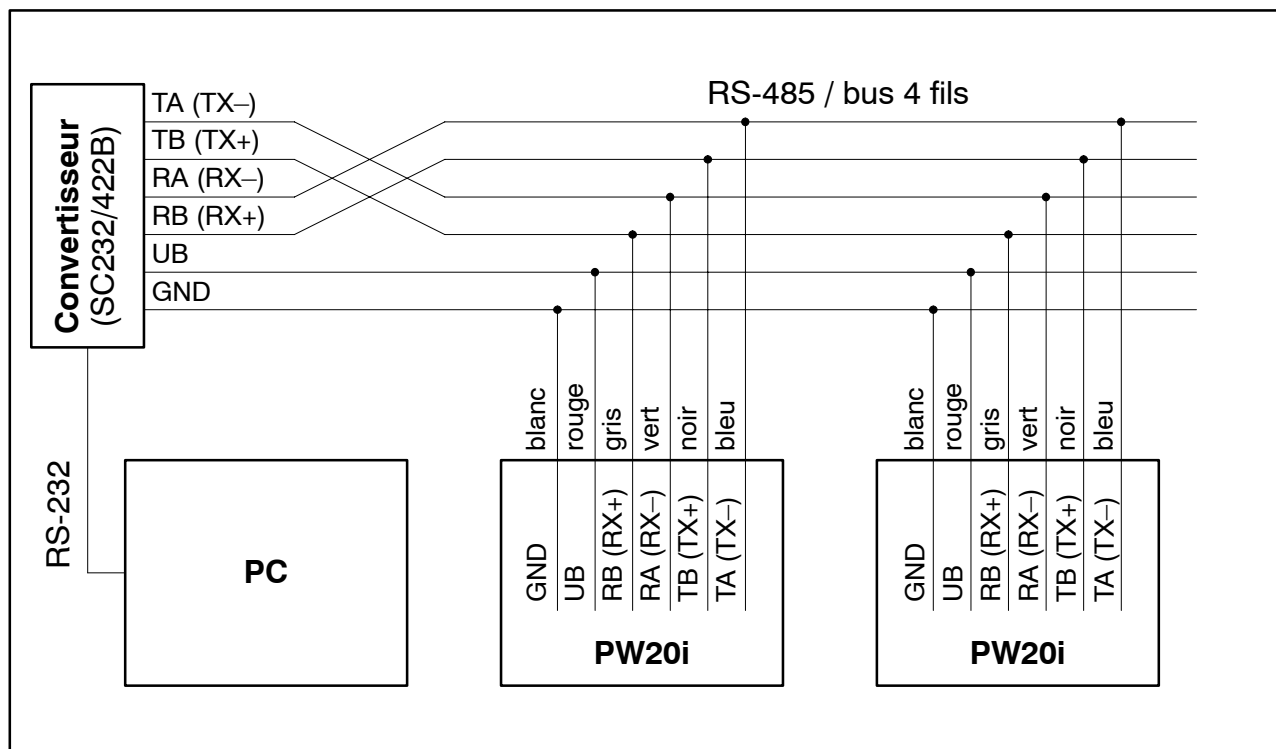 RS-485 / bus 4 fils
Convertisseur
(SC232/422B)
TA (TX–)
TB (TX+)
RA (RX–)
RB (RX+)
UB
GND
RS-232
PC
blanc
rouge
gris
vert
noir
bleu
GND
UB
RB (RX+)
RA (RX–)
TB (TX+)
TA (TX–)
PW20i
blanc
rouge
gris
vert
noir
bleu
GND
UB
RB (RX+)
RA (RX–)
TB (TX+)
TA (TX–)
PW20i